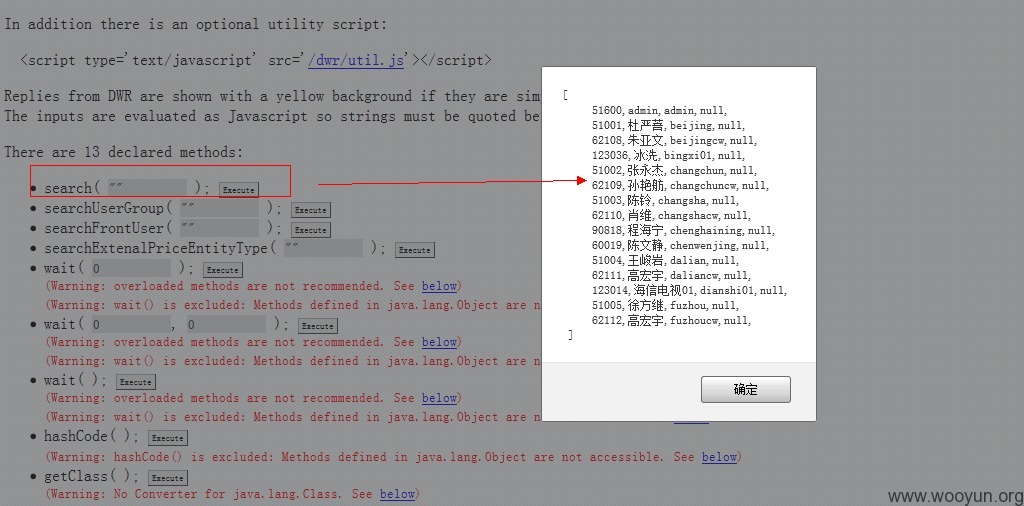 In addition there is an optional utility script:
<script type='text/javascript' src='/dwr/util.js'></script>
Replies from DWR are shown with a yellow background if they are sim
The inputs are evaluated as Javascript so strings must be quoted be
There are 13 declared methods:
• search( "" ); Execute
• searchUserGroup( "" ); Execute
• searchFrontUser( "" ); Execute
• searchExtenalPriceEntityType( "" ); Execute
• wait( 0 ); Execute
(Warning: overloaded methods are not recommended. See below)
(Warning: wait() is excluded: Methods defined in java.lang.Object are n
• wait( 0 , 0 ); Execute
(Warning: overloaded methods are not recommended. See below)
(Warning: wait() is excluded: Methods defined in java.lang.Object are n
• wait( ); Execute
(Warning: overloaded methods are not recommended. See below)
(Warning: wait() is excluded: Methods defined in java.lang.Object are n
• hashCode( ); Execute
(Warning: hashCode() is excluded: Methods defined in java.lang.Object are not accessible. See below)
• getClass( ); Execute
(Warning: No Converter for java.lang.Class. See below)
[
51600,admin,admin,null,
51001,杜严,beijing,null,
62108,朱亚文,beijingcw,null,
123036,冰洗,bingxi01,null,
51002,张永杰,changchun,null,
62109,孙艳舫,changchuncw,null,
51003,陈铃,changsha,null,
62110,肖维,changshacw,null,
90818,程海宁,chenghaining,null,
60019,陈文静,chenwenjing,null,
51004,王峻岩,dalian,null,
62111,高宏宇,daliancw,null,
123014,海信电视01,dianshi01,null,
51005,徐方继,fuzhou,null,
62112,高宏宇,fuzhoucw,null,
]
确定
www.wooyun.org